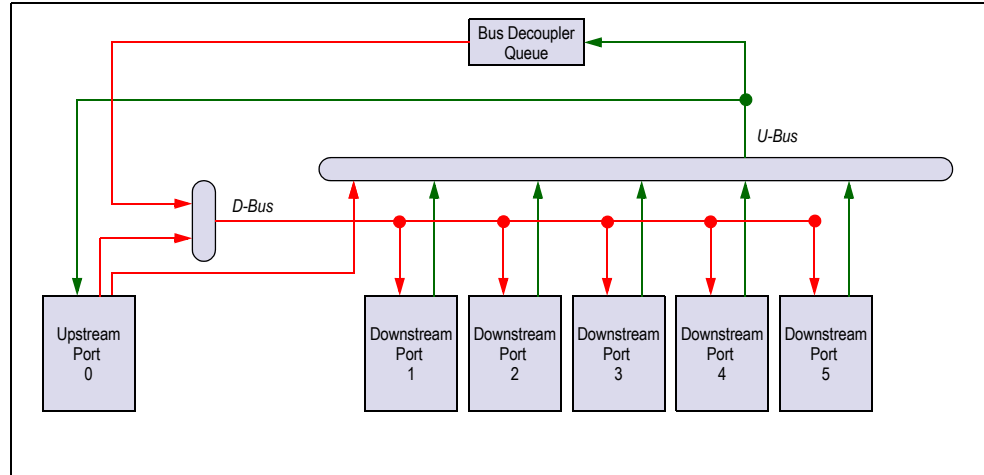 Bus Decoupler
Queue
U-Bus
D-Bus
Upstream
Port
0
Downstream
Port
1
Downstream
Port
2
Downstream
Port
3
Downstream
Port
4
Downstream
Port
5